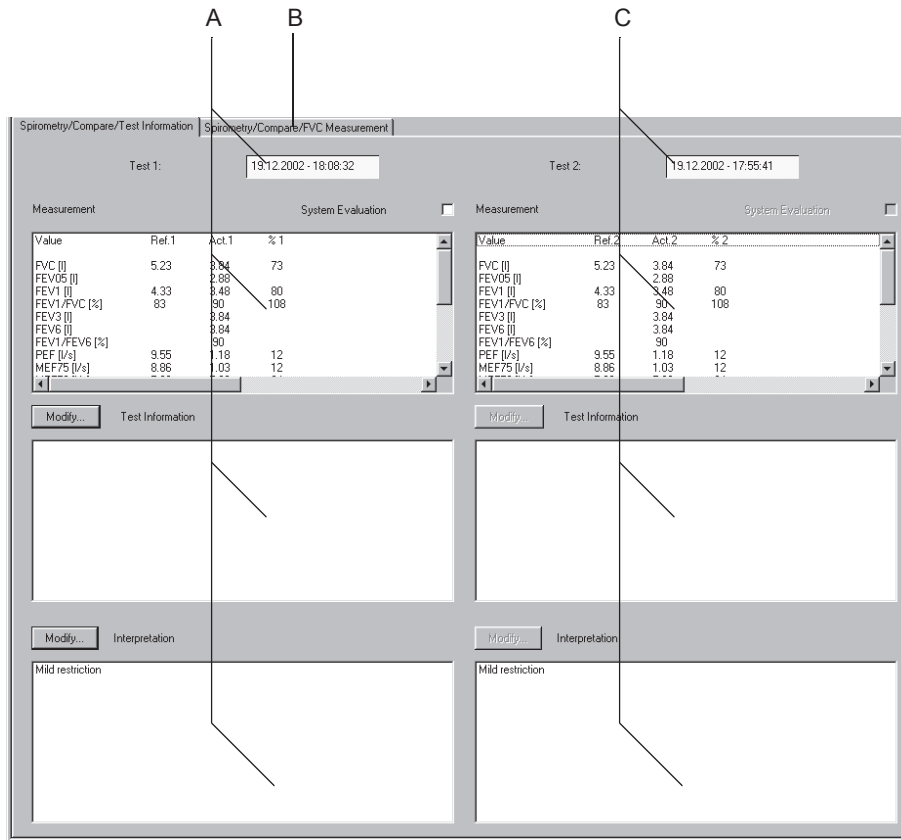 A B C
Spirometry/Compare/Test Information Spirometry/Compare/FVC Measurement
Test 1: 19.12.2002 - 18:08:32 Test 2: 19.12.2002 - 17:55:41
Measurement System Evaluation Measurement System Evaluation
Value Ref.1 Act.1 % 1 Value Ref.2 Act.2 % 2
FVC [l] 5.23 3.84 73 FVC [l] 5.23 3.84 73
FEV05 [l] 2.88 FEV05 [l] 2.88
FEV1 [l] 4.33 3.48 80 FEV1 [l] 4.33 3.48 80
FEV1/FVC [%] 83 90 108 FEV1/FVC [%] 83 90 108
FEV3 [l] 3.84 FEV3 [l] 3.84
FEV6 [l] 3.84 FEV6 [l] 3.84
FEV1/FEV6 [%] 90 FEV1/FEV6 [%] 90
PEF [l/s] 9.55 1.18 12 PEF [l/s] 9.55 1.18 12
MEF75 [l/s] 8.86 1.03 12 MEF75 [l/s] 8.86 1.03 12
Modify... Test Information Modify... Test Information
Modify... Interpretation Modify... Interpretation
Mild restriction Mild restriction